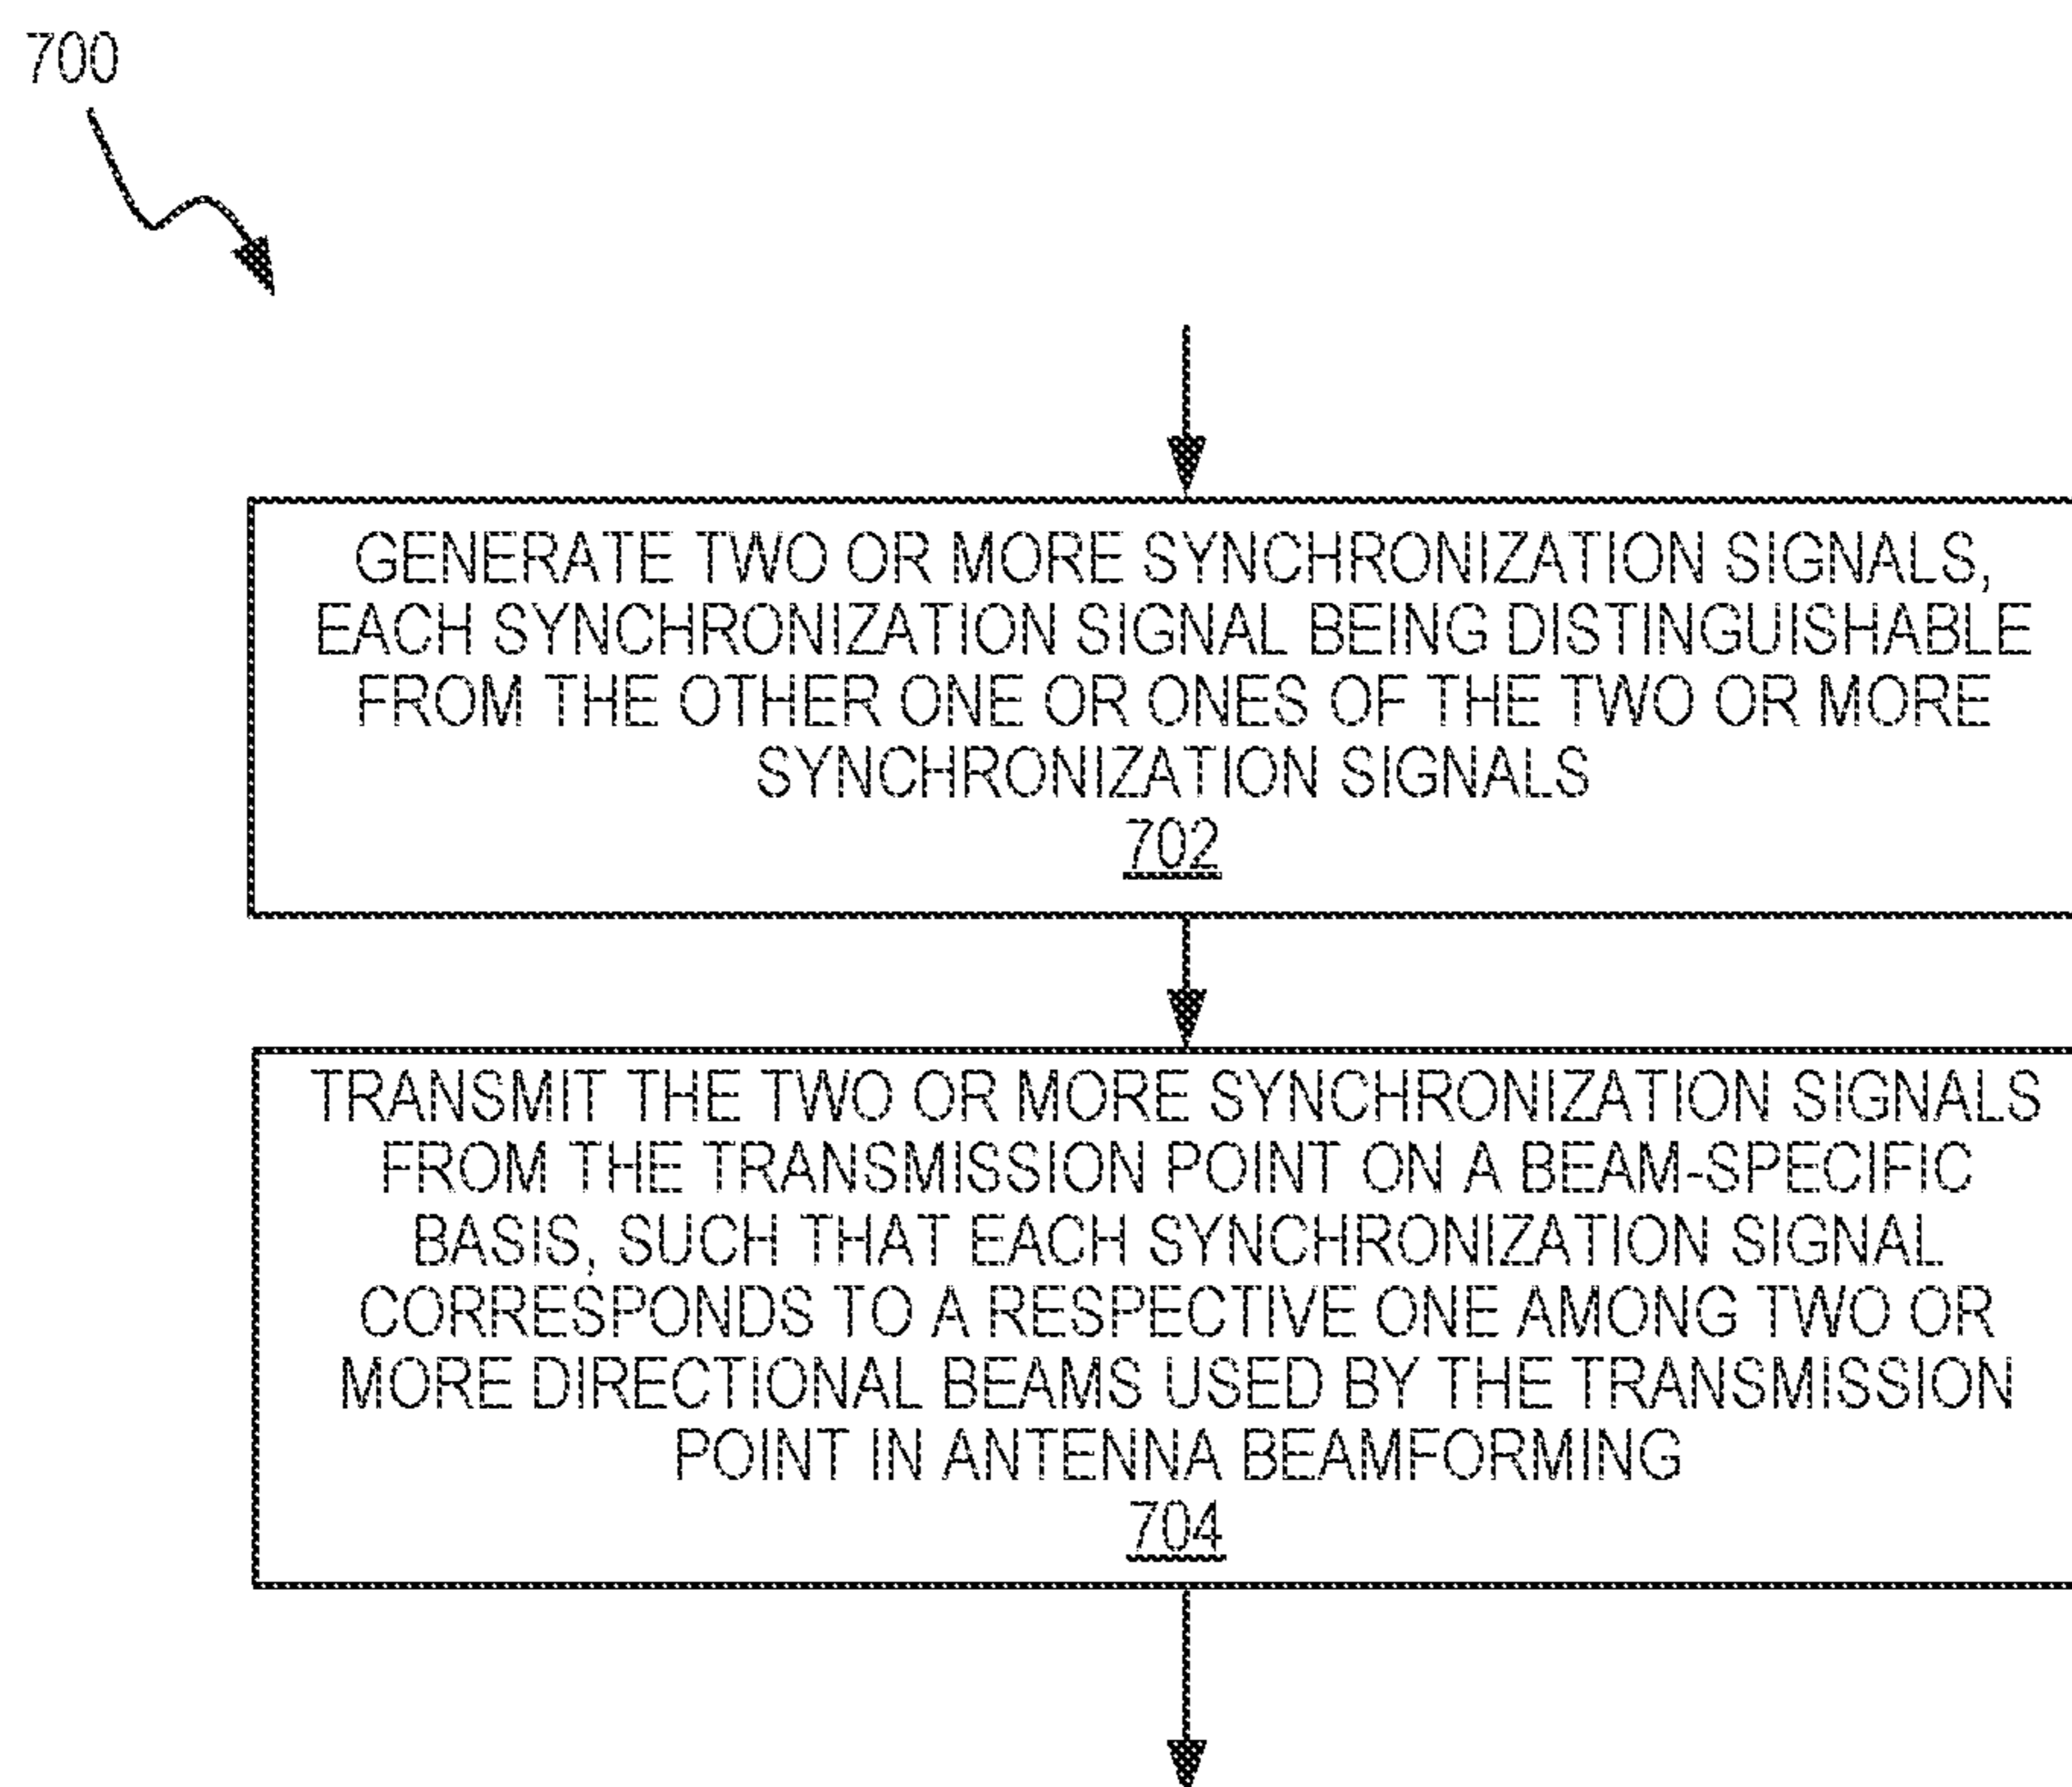 700
GENERATE TWO OR MORE SYNCHRONIZATION SIGNALS,
EACH SYNCHRONIZATION SIGNAL BEING DISTINGUISHABLE
FROM THE OTHER ONE OR ONES OF THE TWO OR MORE
SYNCHRONIZATION SIGNALS
702
TRANSMIT THE TWO OR MORE SYNCHRONIZATION SIGNALS
FROM THE TRANSMISSION POINT ON A BEAM-SPECIFIC
BASIS, SUCH THAT EACH SYNCHRONIZATION SIGNAL
CORRESPONDS TO A RESPECTIVE ONE AMONG TWO OR
MORE DIRECTIONAL BEAMS USED BY THE TRANSMISSION
POINT IN ANTENNA BEAMFORMING
704